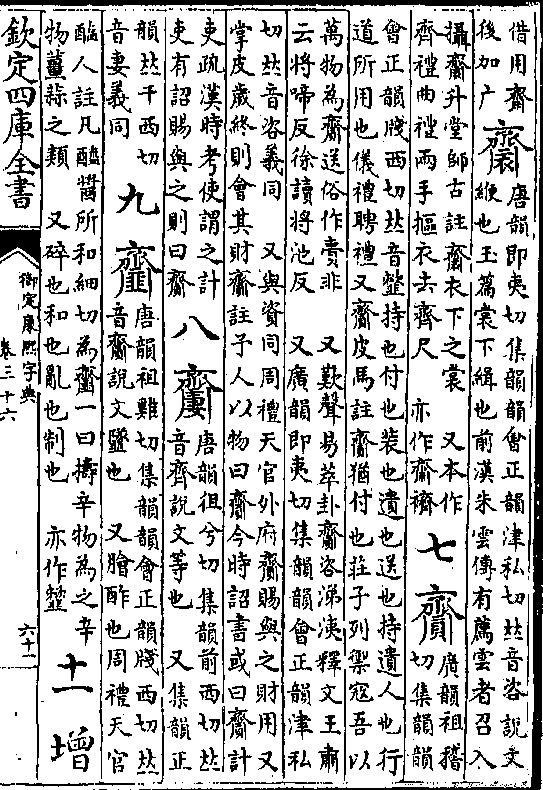 借用齋
後加广
唐韻即夷切集韻韻會正韻津私切𠀤音咨說文
緶也玉篇裳下緝也前漢朱雲傳有薦雲者召入
攝齋升堂師古註齋衣下之裳 又本作
齊禮曲禮兩手摳衣去齊尺 亦作齋
七 齎
廣韻祖稽
切集韻韻
會正韻牋西切𠀤音韲持也付也装也遺也送也持遺人也行
道所用也儀禮聘禮又齎皮馬註齎猶付也莊子列禦寇吾以
萬物為齎送俗作賷非 又歎聲易萃卦齎咨涕洟釋文王肅
云將啼反徐讀將池反 又廣韻即夷切集韻韻會正韻津私
切𠀤音咨義同 又與資同周禮天官外府齎賜與之財用又
掌皮歲終則會其財齎註予人以物曰齎今時詔書或曰齎計
吏疏漢時考使謂之計
吏有詔賜與之則曰齎
八 䶒
唐韻徂兮切集韻前西切𠀤
音齊說文等也 又集韻正
韻𠀤千西切
音妻義同
九 齏
唐韻祖雞切集韻韻會正韻牋西切𠀤
音齎說文也 又膾酢也周禮天官
醢人註凡醯醬所和細切為齏一曰擣辛物為之辛
物薑蒜之類 又碎也和也亂也制也 亦作韲
十一 增
欽定四庫全書
御定康熙字典
卷三十六
六十一